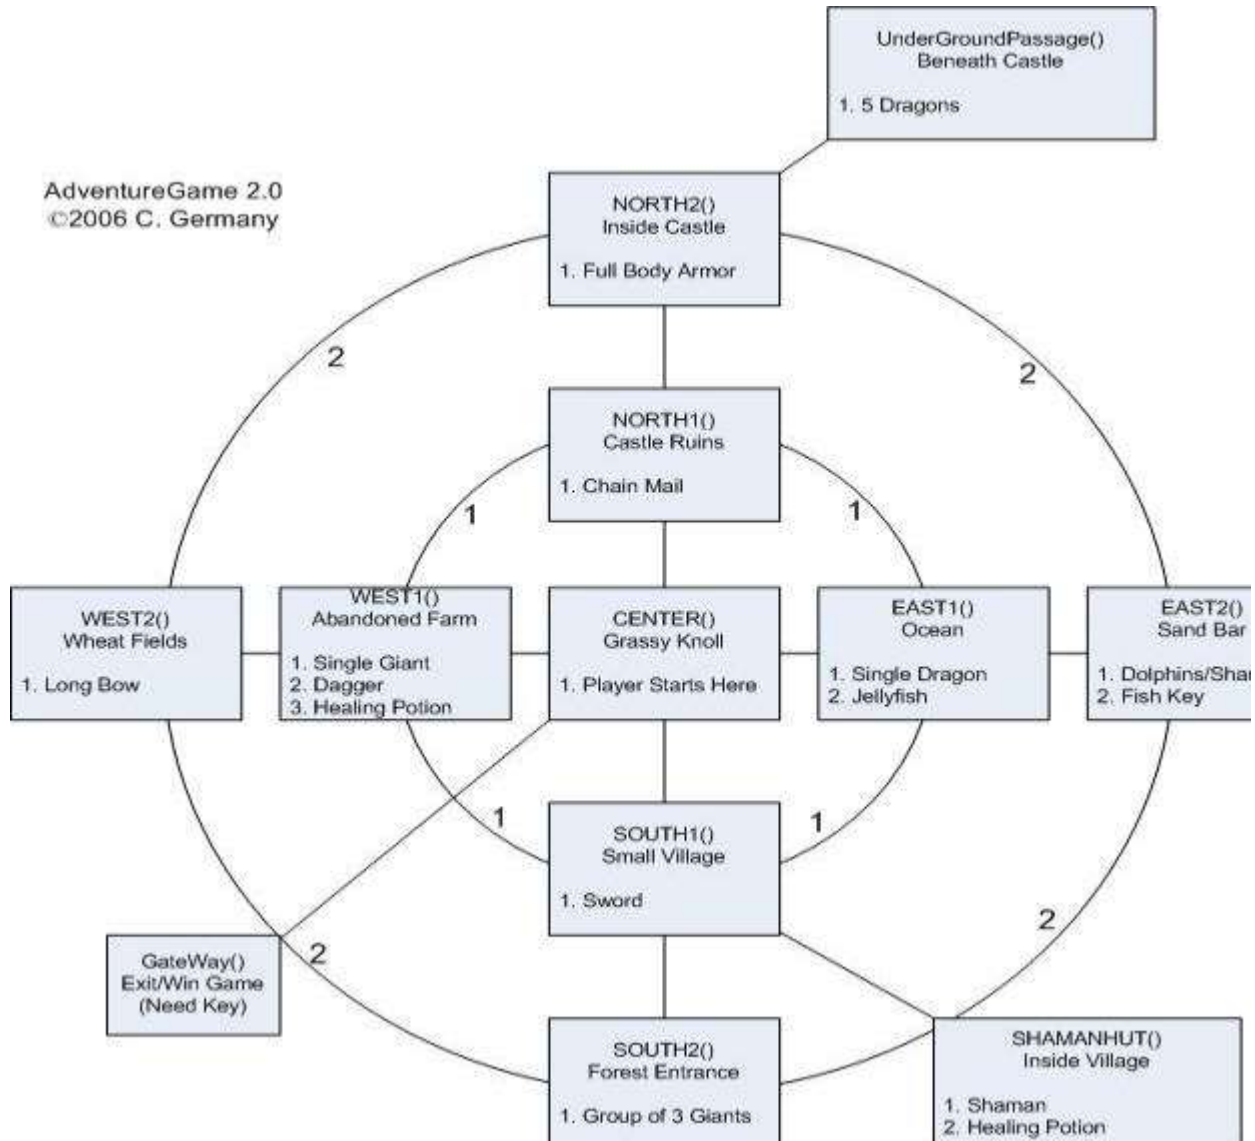 UnderGroundPassage()
Beneath Castle
1. 5 Dragons
AdventureGame 2.0
©2006 C. Germany
NORTH2()
Inside Castle
1. Full Body Armor
2
2
NORTH1()
Castle Ruins
1. Chain Mail
1
1
WEST2()
Wheat Fields
1. Long Bow
WEST1()
Abandoned Farm
1. Single Giant
2. Dagger
3. Healing Potion
CENTER()
Grassy Knoll
1. Player Starts Here
EAST1()
Ocean
1. Single Dragon
2. Jellyfish
EAST2()
Sand Bar
1. Dolphins/Shar
2. Fish Key
1
1
SOUTH1()
Small Village
1. Sword
2
2
GateWay()
Exit/Win Game
(Need Key)
SOUTH2()
Forest Entrance
1. Group of 3 Giants
SHAMANHUT()
Inside Village
1. Shaman
2. Healing Potion